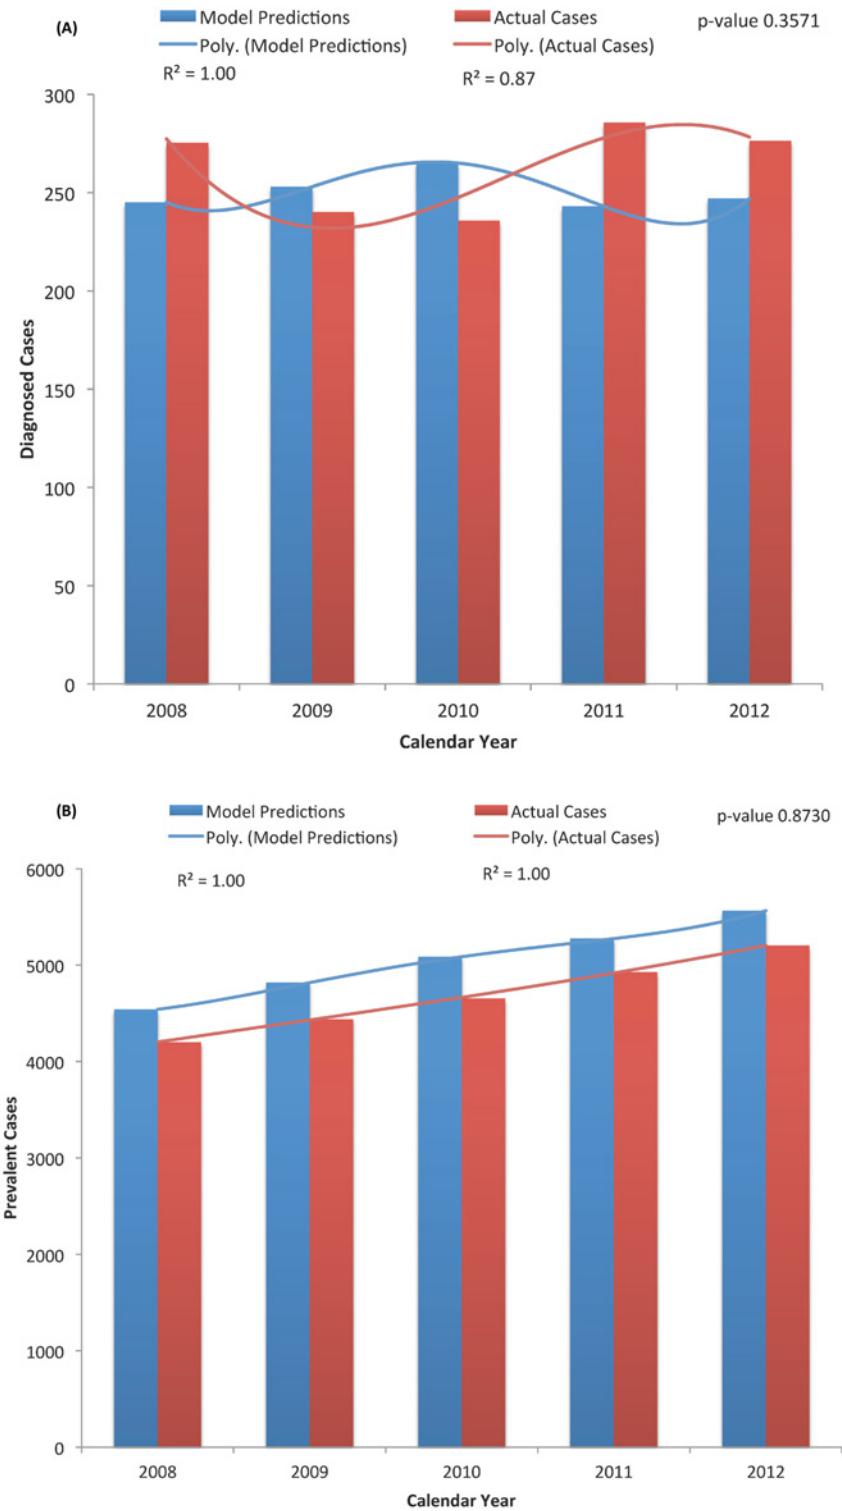 (A)
Model Predictions
Actual Cases
p-value 0.3571
Poly. (Model Predictions)
Poly. (Actual Cases)
R² = 1.00
R² = 0.87
300
250
200
150
100
50
0
Diagnosed Cases
2008
2009
2010
2011
2012
Calendar Year
(B)
Model Predictions
Actual Cases
p-value 0.8730
Poly. (Model Predictions)
Poly. (Actual Cases)
R² = 1.00
R² = 1.00
6000
5000
4000
3000
2000
1000
0
Prevalent Cases
2008
2009
2010
2011
2012
Calendar Year